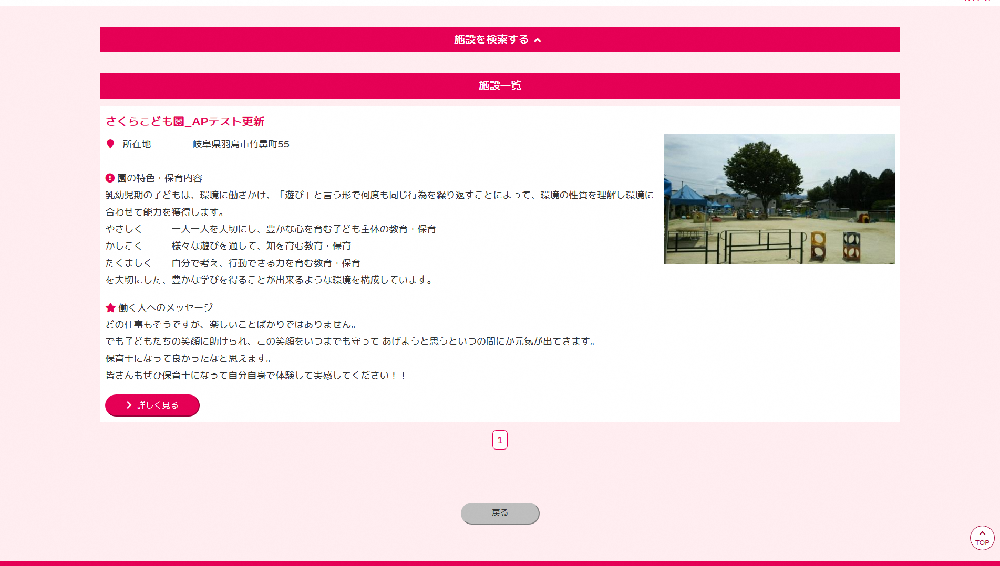 施設を検索する
施設一覧
さくらこども園_APテスト更新
所在地 岐阜県羽島市竹鼻町55
園の特色・保育内容
乳幼児期の子どもは、環境に働きかけ、「遊び」と言う形で何度も同じ行為を繰り返すことによって、環境の性質を理解し環境に
合わせて能力を獲得します。
やさしく　　　一人一人を大切にし、豊かな心を育む子ども主体の教育・保育
かしこく　　　様々な遊びを通して、知を育む教育・保育
たくましく　　自分で考え、行動できる力を育む教育・保育
を大切にした、豊かな学びを得ることが出来るような環境を構成しています。
働く人へのメッセージ
どの仕事もそうですが、楽しいことばかりではありません。
でも子どもたちの笑顔に助けられ、この笑顔をいつまでも守って あげようと思うといつの間にか元気が出てきます。
保育士になって良かったなと思えます。
皆さんもぜひ保育士になって自分自身で体験して実感してください！！
詳しく見る
1
戻る
TOP